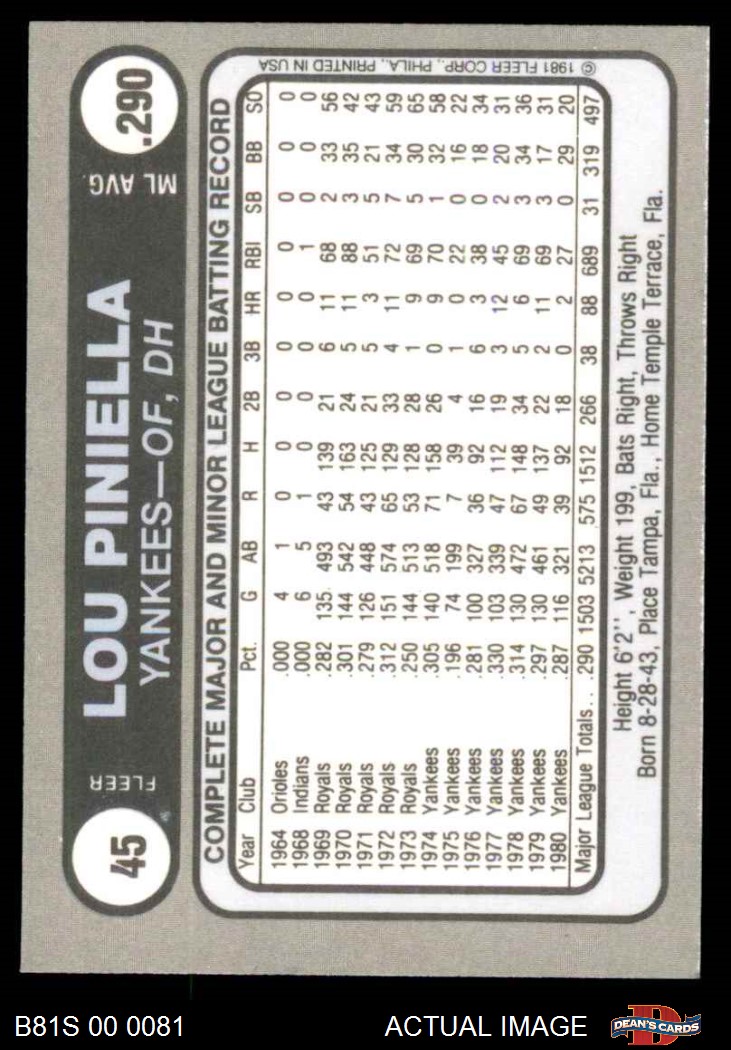 45 FLEER LOU PINIELLA ML AVG. .290
YANKEES—OF, DH
COMPLETE MAJOR AND MINOR LEAGUE BATTING RECORD
Year Club Pct. G AB R H 2B 3B HR RBI SB BB SO
1964 Orioles .000 4 1 0 0 0 0 0 0 0 0 0
1968 Indians .000 6 5 1 0 0 0 0 1 0 0 0
1969 Royals .282 135 493 43 139 21 6 11 68 2 33 56
1970 Royals .301 144 542 54 163 24 5 11 88 3 35 42
1971 Royals .279 126 448 43 125 21 5 3 51 5 21 43
1972 Royals .312 151 574 65 129 33 4 11 72 7 34 59
1973 Royals .250 144 513 53 128 28 1 9 69 5 30 65
1974 Yankees .305 140 518 71 158 26 0 9 70 1 32 58
1975 Yankees .196 74 199 7 39 4 1 0 22 0 16 22
1976 Yankees .281 100 327 36 92 16 6 3 38 0 18 34
1977 Yankees .330 103 339 47 112 19 3 12 45 2 20 31
1978 Yankees .314 130 472 67 148 34 5 6 69 3 34 36
1979 Yankees .297 130 461 49 137 22 2 11 69 3 17 31
1980 Yankees .287 116 321 39 92 18 0 2 27 0 29 20
Major League Totals... .290 1503 5213 575 1512 266 38 88 689 31 319 497
Height 6'2'', Weight 199, Bats Right, Throws Right
Born 8-28-43, Place Tampa, Fla., Home Temple Terrace, Fla.
© 1981 FLEER CORP., PHILA., PRINTED IN USA
B81S 00 0081 ACTUAL IMAGE D DEAN'S CARDS